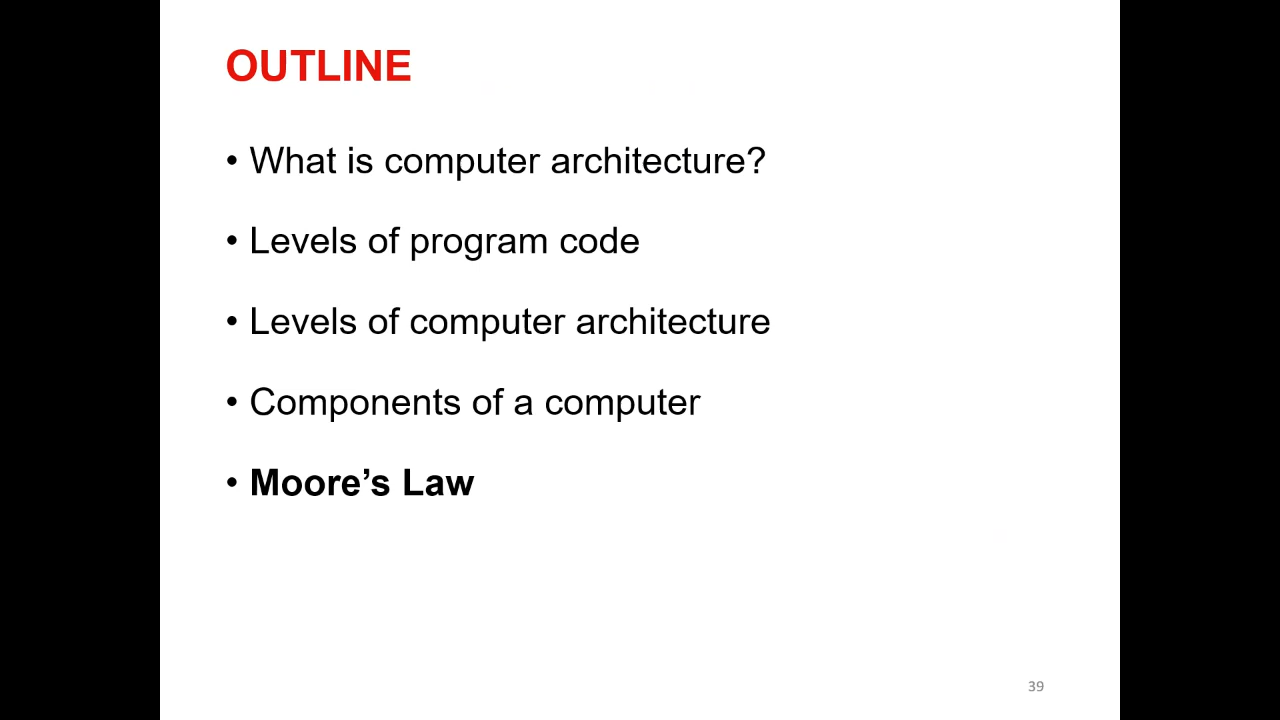 OUTLINE
• What is computer architecture?
• Levels of program code
• Levels of computer architecture
• Components of a computer
• Moore’s Law
39